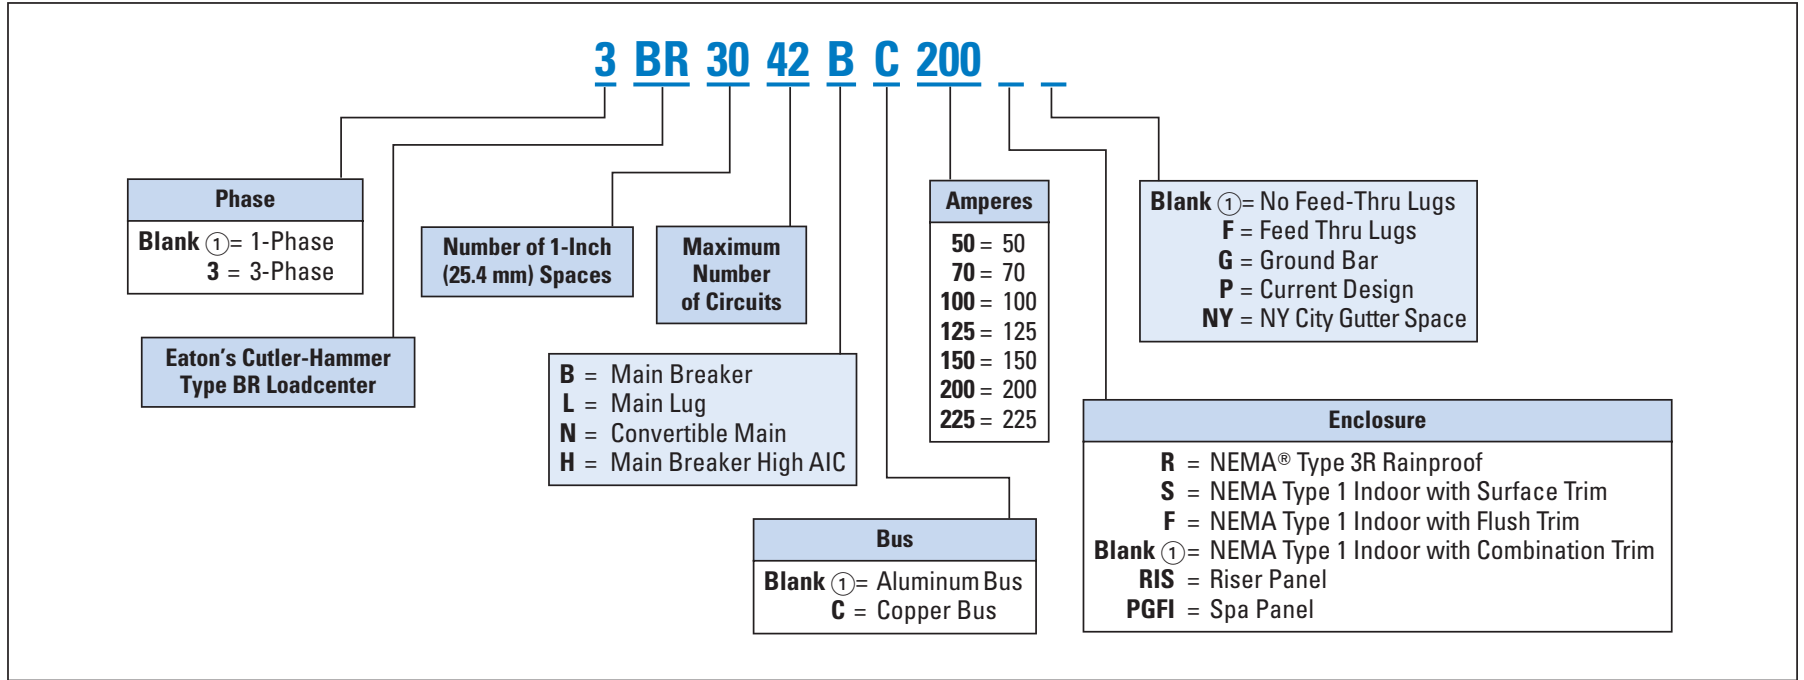 3 BR 30 42 B C 200 _ _
Phase
Blank ①= 1-Phase
3 = 3-Phase
Eaton's Cutler-Hammer
Type BR Loadcenter
Number of 1-Inch
(25.4 mm) Spaces
Maximum
Number
of Circuits
B = Main Breaker
L = Main Lug
N = Convertible Main
H = Main Breaker High AIC
Bus
Blank ①= Aluminum Bus
C = Copper Bus
Amperes
50 = 50
70 = 70
100 = 100
125 = 125
150 = 150
200 = 200
225 = 225
Blank ①= No Feed-Thru Lugs
F = Feed Thru Lugs
G = Ground Bar
P = Current Design
NY = NY City Gutter Space
Enclosure
R = NEMA® Type 3R Rainproof
S = NEMA Type 1 Indoor with Surface Trim
F = NEMA Type 1 Indoor with Flush Trim
Blank ①= NEMA Type 1 Indoor with Combination Trim
RIS = Riser Panel
PGFI = Spa Panel